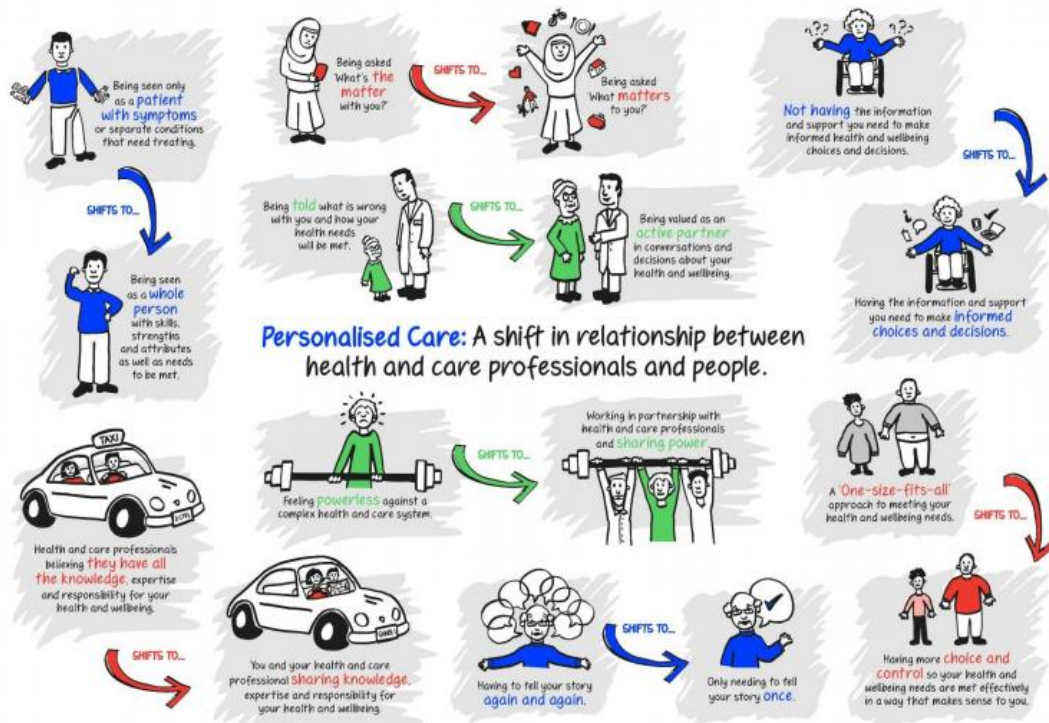 Being seen only
as a patient
with symptoms
or separate conditions
that need treating.
SHIFTS TO...
Being seen
as a whole
person
with skills,
strengths
and attributes
as well as needs
to be met.
Being asked
'What's the
matter
with you?'
SHIFTS TO...
Being asked
'What matters
to you?'
Being told what is wrong
with you and how your
health needs
will be met.
SHIFTS TO...
Being valued as an
active partner
in conversations and
decisions about your
health and wellbeing.
???
???
Not having the information
and support you need to make
informed health and wellbeing
choices and decisions.
SHIFTS TO...
Having the information and support
you need to make informed
choices and decisions.
Personalised Care: A shift in relationship between
health and care professionals and people.
TAXI
Health and care professionals
believing they have all
the knowledge, expertise
and responsibility for your
health and wellbeing.
SHIFTS TO...
You and your health and care
professional sharing knowledge,
expertise and responsibility for
your health and wellbeing.
Feeling powerless against a
complex health and care system.
SHIFTS TO...
Working in partnership with
health and care professionals
and sharing power.
Having to tell your story
again and again.
SHIFTS TO...
Only needing to tell
your story once.
A 'One-size-fits-all'
approach to meeting your
health and wellbeing needs.
SHIFTS TO...
Having more choice and
control so your health and
wellbeing needs are met effectively
in a way that makes sense to you.